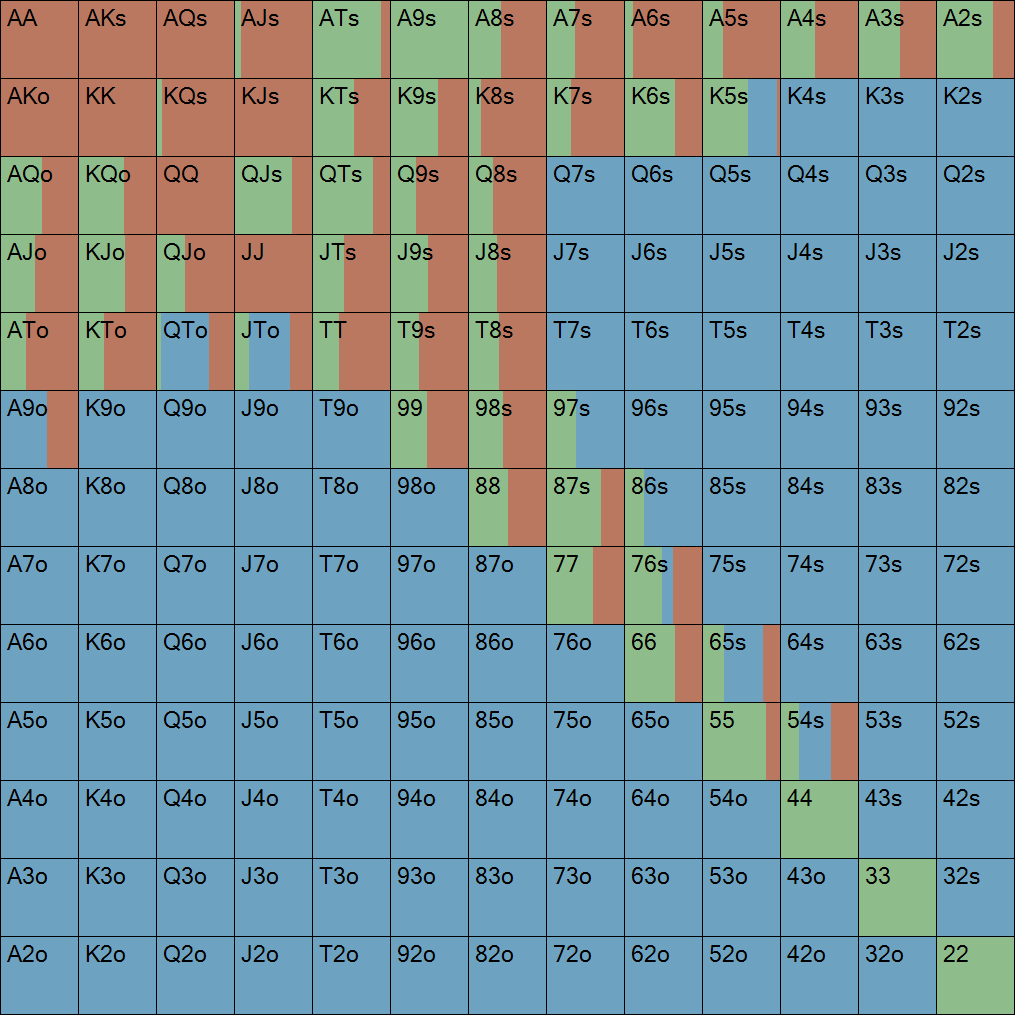 AA AKs AQs AJs ATs A9s A8s A7s A6s A5s A4s A3s A2s
AKo KK KQs KJs KTs K9s K8s K7s K6s K5s K4s K3s K2s
AQo KQo QQ QJs QTs Q9s Q8s Q7s Q6s Q5s Q4s Q3s Q2s
AJo KJo QJo JJ JTs J9s J8s J7s J6s J5s J4s J3s J2s
ATo KTo QTo JTo TT T9s T8s T7s T6s T5s T4s T3s T2s
A9o K9o Q9o J9o T9o 99 98s 97s 96s 95s 94s 93s 92s
A8o K8o Q8o J8o T8o 98o 88 87s 86s 85s 84s 83s 82s
A7o K7o Q7o J7o T7o 97o 87o 77 76s 75s 74s 73s 72s
A6o K6o Q6o J6o T6o 96o 86o 76o 66 65s 64s 63s 62s
A5o K5o Q5o J5o T5o 95o 85o 75o 65o 55 54s 53s 52s
A4o K4o Q4o J4o T4o 94o 84o 74o 64o 54o 44 43s 42s
A3o K3o Q3o J3o T3o 93o 83o 73o 63o 53o 43o 33 32s
A2o K2o Q2o J2o T2o 92o 82o 72o 62o 52o 42o 32o 22